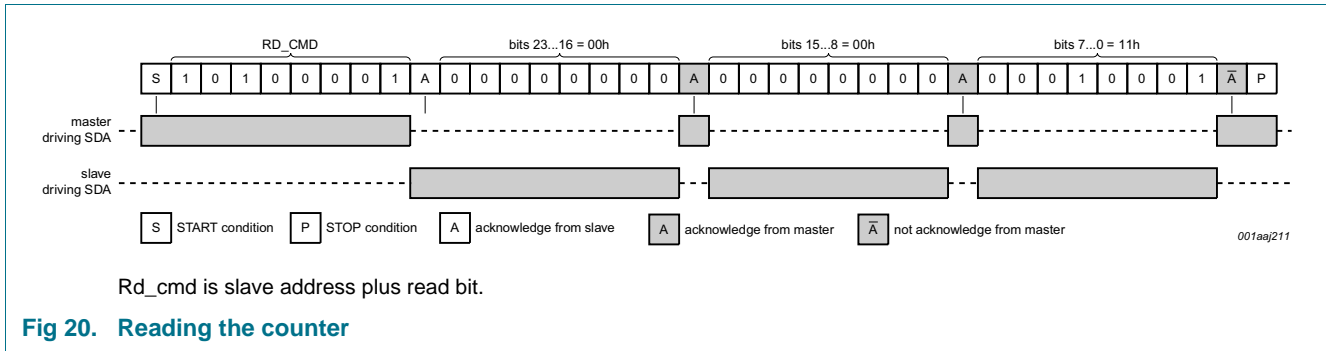 RD_CMD bits 23...16 = 00h bits 15...8 = 00h bits 7...0 = 11h
S 1 0 1 0 0 0 0 1 A 0 0 0 0 0 0 0 0 A 0 0 0 0 0 0 0 0 A 0 0 0 1 0 0 0 1 A̅ P
master
driving SDA
slave
driving SDA
S START condition P STOP condition A acknowledge from slave A acknowledge from master A̅ not acknowledge from master
001aaj211
Rd_cmd is slave address plus read bit.
Fig 20. Reading the counter